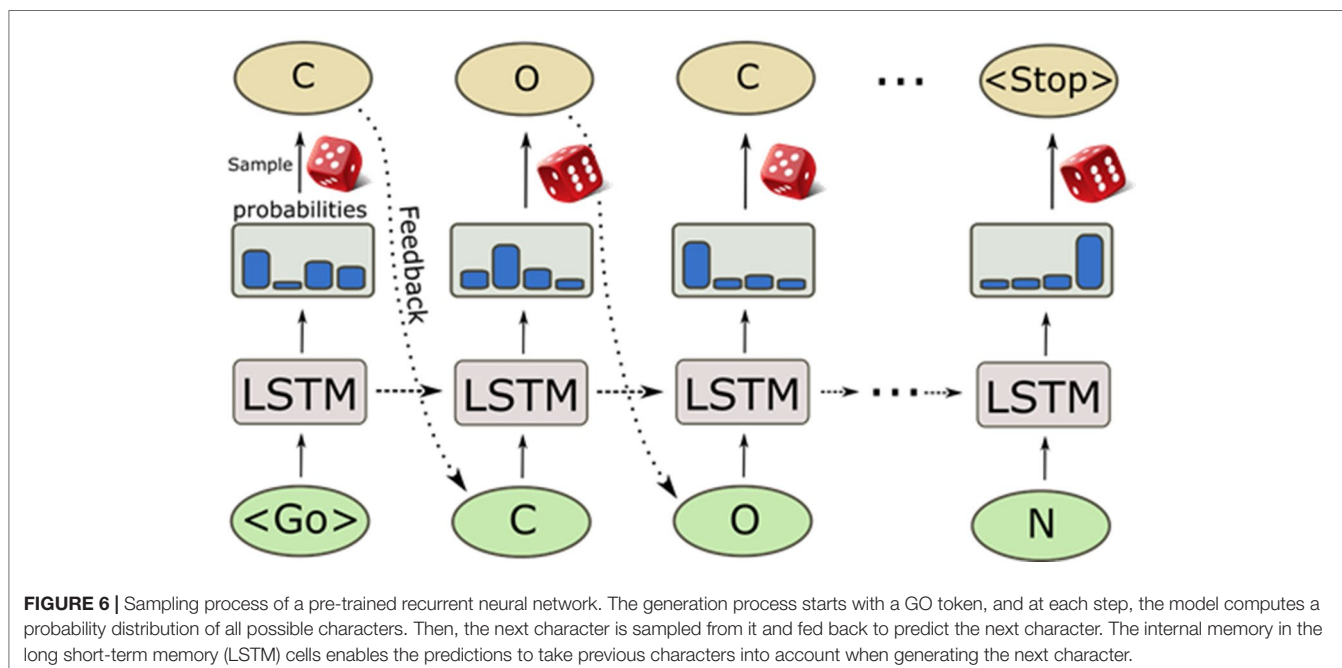 C O C ... <Stop>
Sample
probabilities
Feedback
LSTM LSTM LSTM ... LSTM
<Go> C O N
FIGURE 6 | Sampling process of a pre-trained recurrent neural network. The generation process starts with a GO token, and at each step, the model computes a
probability distribution of all possible characters. Then, the next character is sampled from it and fed back to predict the next character. The internal memory in the
long short-term memory (LSTM) cells enables the predictions to take previous characters into account when generating the next character.